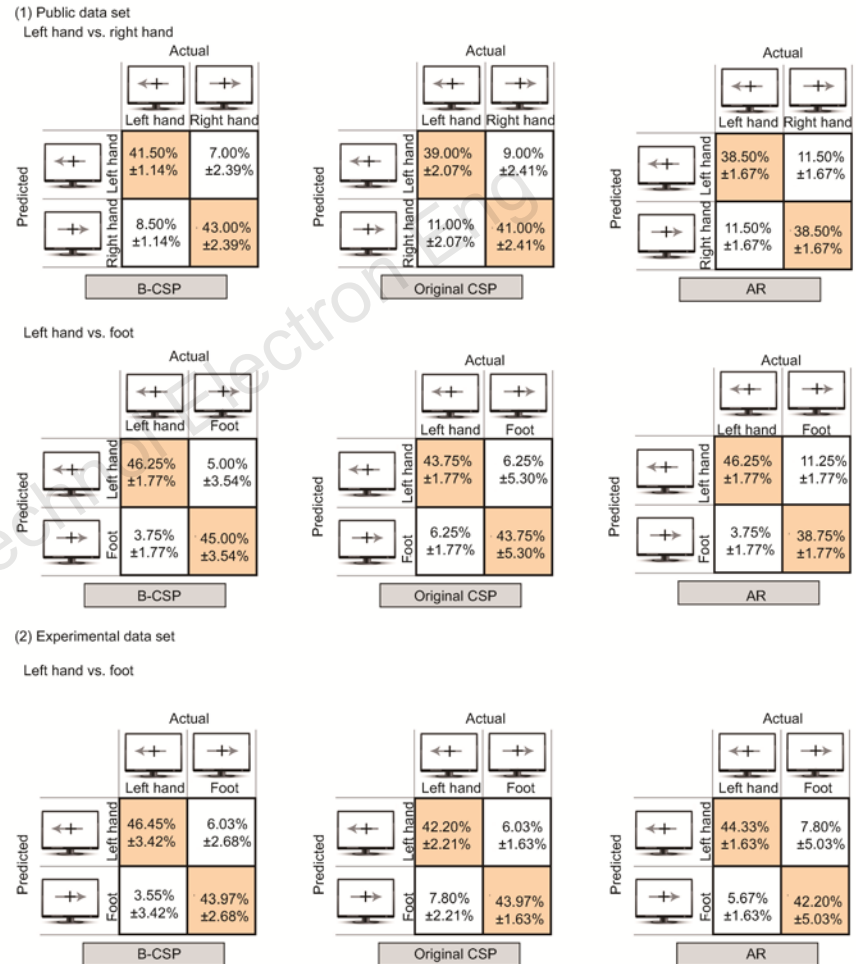 (1) Public data set
Left hand vs. right hand
Actual Actual Actual
Left hand Right hand Left hand Right hand Left hand Right hand
Predicted Left hand 41.50% 7.00% Predicted Left hand 39.00% 9.00% Predicted Left hand 38.50% 11.50%
±1.14% ±2.39% ±2.07% ±2.41% ±1.67% ±1.67%
Right hand 8.50% 43.00% Right hand 11.00% 41.00% Right hand 11.50% 38.50%
±1.14% ±2.39% ±2.07% ±2.41% ±1.67% ±1.67%
B-CSP Original CSP AR
Left hand vs. foot
Actual Actual Actual
Left hand Foot Left hand Foot Left hand Foot
Predicted Left hand 46.25% 5.00% Predicted Left hand 43.75% 6.25% Predicted Left hand 46.25% 11.25%
±1.77% ±3.54% ±1.77% ±5.30% ±1.77% ±1.77%
Foot 3.75% 45.00% Foot 6.25% 43.75% Foot 3.75% 38.75%
±1.77% ±3.54% ±1.77% ±5.30% ±1.77% ±1.77%
B-CSP Original CSP AR
(2) Experimental data set
Left hand vs. foot
Actual Actual Actual
Left hand Foot Left hand Foot Left hand Foot
Predicted Left hand 46.45% 6.03% Predicted Left hand 42.20% 6.03% Predicted Left hand 44.33% 7.80%
±3.42% ±2.68% ±2.21% ±1.63% ±1.63% ±5.03%
Foot 3.55% 43.97% Foot 7.80% 43.97% Foot 5.67% 42.20%
±3.42% ±2.68% ±2.21% ±1.63% ±1.63% ±5.03%
B-CSP Original CSP AR
Electron Eng